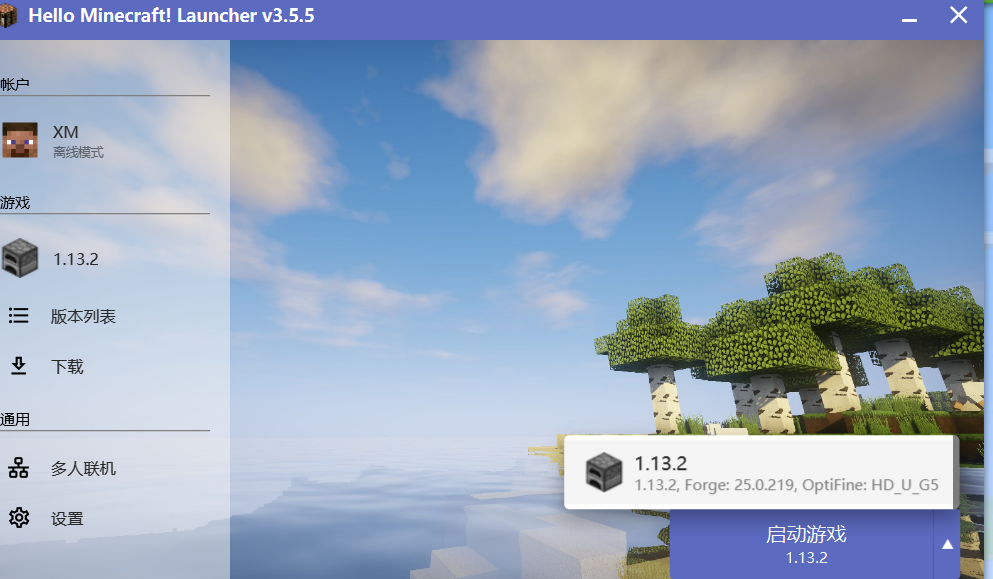 Hello Minecraft! Launcher v3.5.5
帐户
XM
离线模式
游戏
1.13.2
版本列表
下载
通用
多人联机
设置
1.13.2
1.13.2, Forge: 25.0.219, OptiFine: HD_U_G5
启动游戏
1.13.2